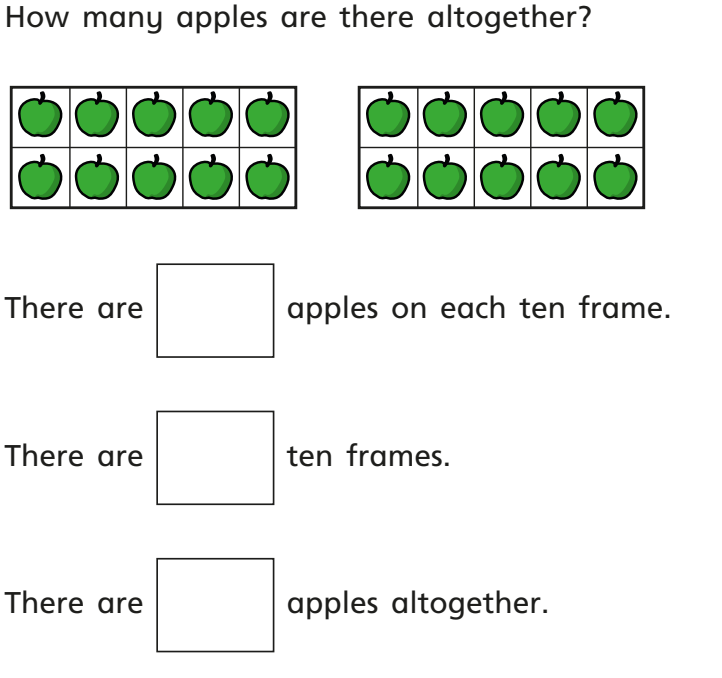 How many apples are there altogether?
There are apples on each ten frame.
There are ten frames.
There are apples altogether.